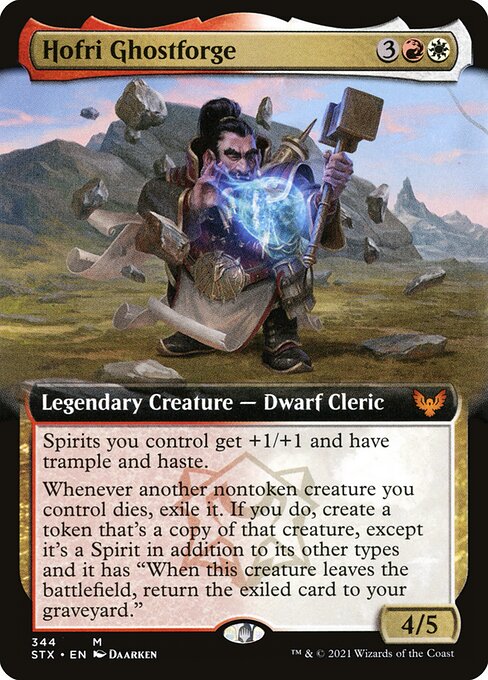 Hofri Ghostforge 3
Legendary Creature — Dwarf Cleric
Spirits you control get +1/+1 and have
trample and haste.
Whenever another nontoken creature you
control dies, exile it. If you do, create a
token that's a copy of that creature, except
it's a Spirit in addition to its other types
and it has “When this creature leaves the
battlefield, return the exiled card to your
graveyard.”
4/5
344 M
STX • EN Daarken
™ & © 2021 Wizards of the Coast